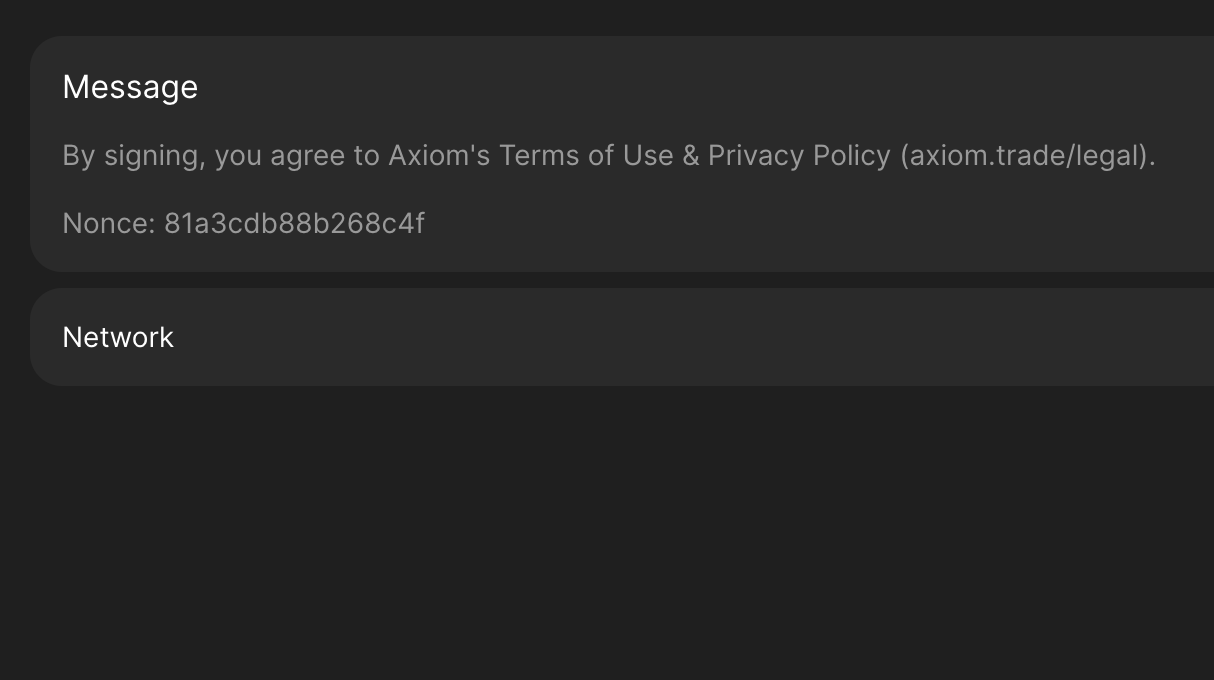 Message
By signing, you agree to Axiom's Terms of Use & Privacy Policy (axiom.trade/legal).
Nonce: 81a3cdb88b268c4f
Network